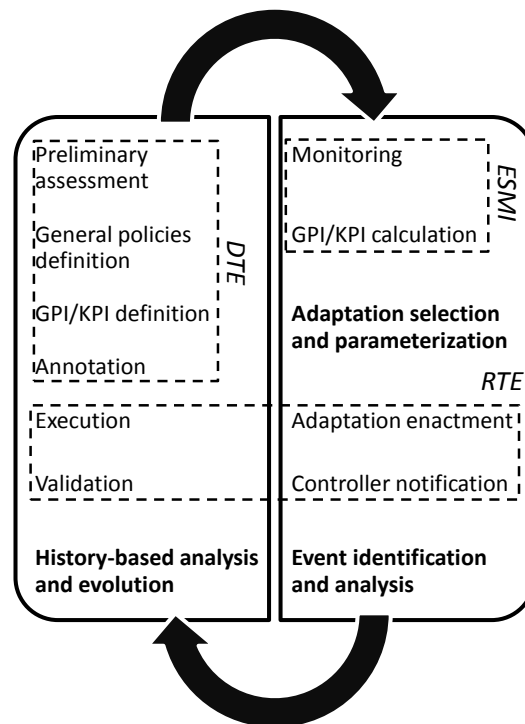 Preliminary
assessment
General policies
definition
GPI/KPI definition
Annotation
DTE
Execution
Validation
History-based analysis
and evolution
Monitoring
GPI/KPI calculation
ESMI
Adaptation selection
and parameterization
RTE
Adaptation enactment
Controller notification
Event identification
and analysis